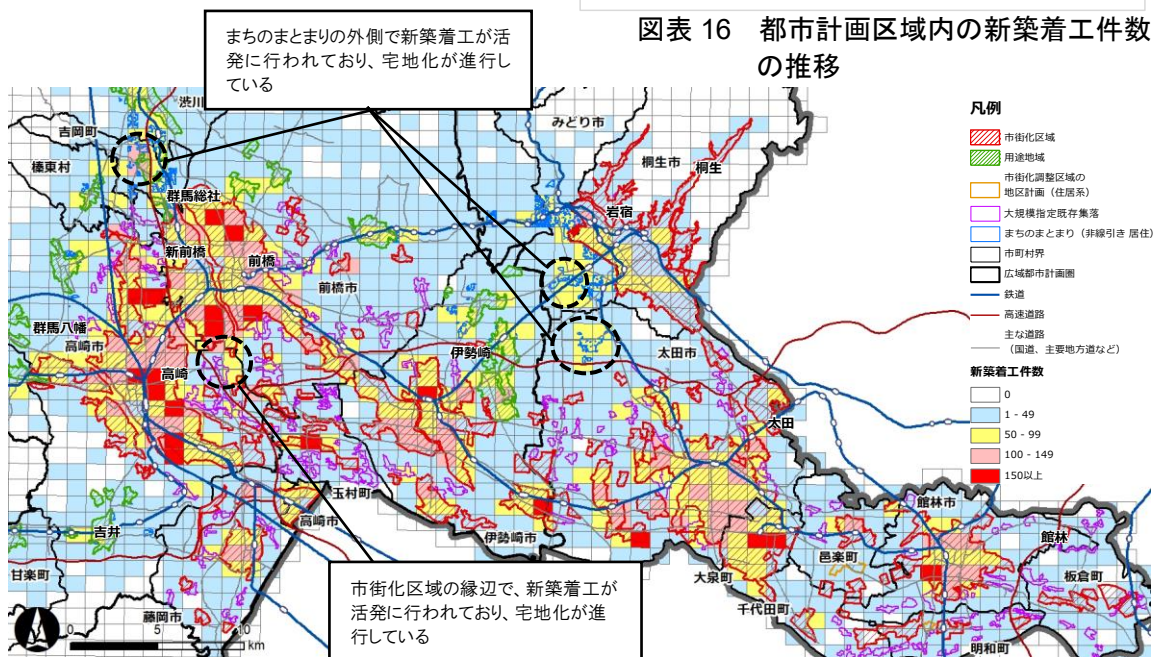 図表 16 都市計画区域内の新築着工件数
の推移
まちのまとまりの外側で新築着工が活
発に行われており、宅地化が進行し
ている
渋川
吉岡町
榛東村
みどり市
桐生市
桐生
岩宿
群馬総社
新前橋
前橋
前橋市
群馬八幡
高崎市
高崎
伊勢崎
太田市
太田
玉村町
高崎市
伊勢崎市
吉井
甘楽町
藤岡市
大泉町
千代田町
邑楽町
館林市
館林
板倉町
明和町
市街化区域の縁辺で、新築着工が
活発に行われており、宅地化が進
行している
0 5 10
km
凡例
市街化区域
用途地域
市街化調整区域の
地区計画（住居系）
大規模指定既存集落
まちのまとまり（非線引き 居住）
市町村界
広域都市計画圏
鉄道
高速道路
主な道路
（国道、主要地方道など）
新築着工件数
0
1 - 49
50 - 99
100 - 149
150以上